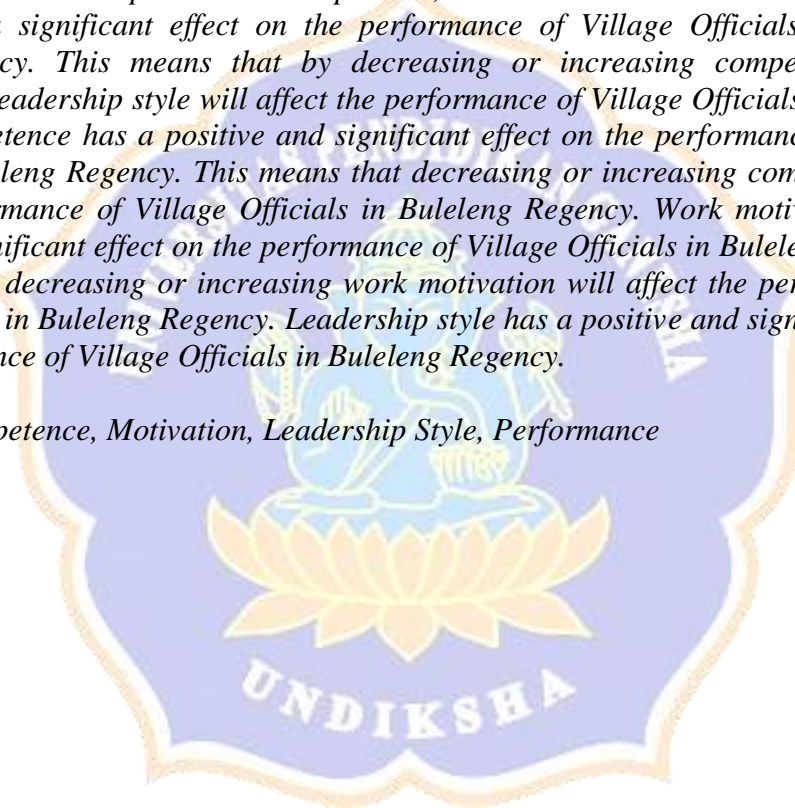 a significant effect on the performance of Village Officials
cy. This means that by decreasing or increasing compe
eadership style will affect the performance of Village Officials
etence has a positive and significant effect on the performanc
leng Regency. This means that decreasing or increasing com
rmance of Village Officials in Buleleng Regency. Work motiv
nificant effect on the performance of Village Officials in Bulele
decreasing or increasing work motivation will affect the per
in Buleleng Regency. Leadership style has a positive and sign
nce of Village Officials in Buleleng Regency.
petence, Motivation, Leadership Style, Performance
UNIVERSITAS PENDIDIKAN GANESHA
UNDIKSHA